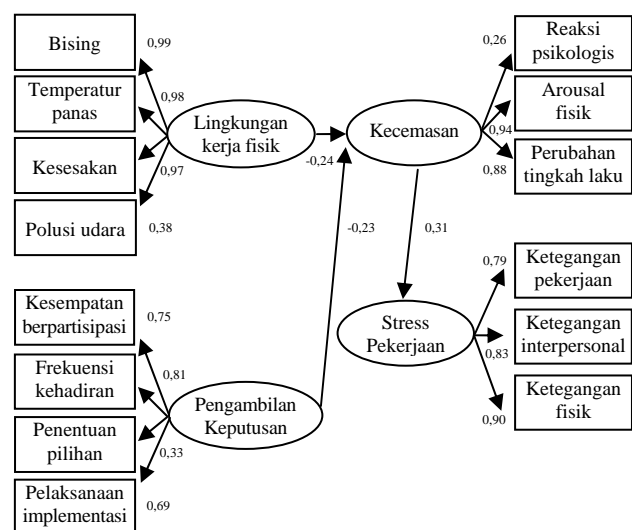 Bising
0,99
Temperatur
panas
0,98
Kesesakan
0,97
Polusi udara
0,38
Lingkungan
kerja fisik
-0,24
Kecemasan
0,26
Reaksi
psikologis
0,94
Arousal
fisik
0,88
Perubahan
tingkah laku
-0,23
0,31
Kesempatan
berpartisipasi
0,75
Frekuensi
kehadiran
0,81
Penentuan
pilihan
0,33
Pelaksanaan
implementasi
0,69
Pengambilan
Keputusan
Stress
Pekerjaan
0,79
Ketegangan
pekerjaan
0,83
Ketegangan
interpersonal
0,90
Ketegangan
fisik